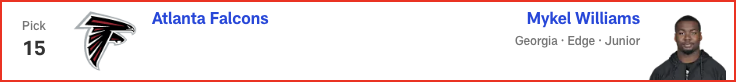 Pick
15
Atlanta Falcons
Mykel Williams
Georgia · Edge · Junior